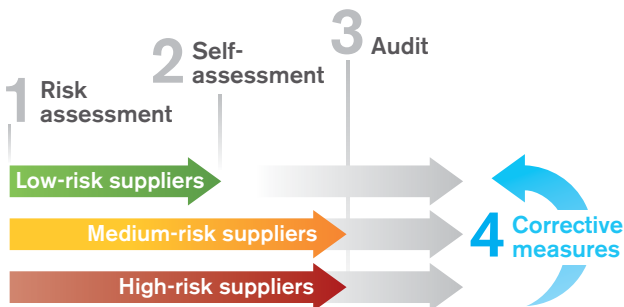 1 Risk
assessment
2 Self-
assessment
3 Audit
Low-risk suppliers
Medium-risk suppliers
High-risk suppliers
4 Corrective
measures